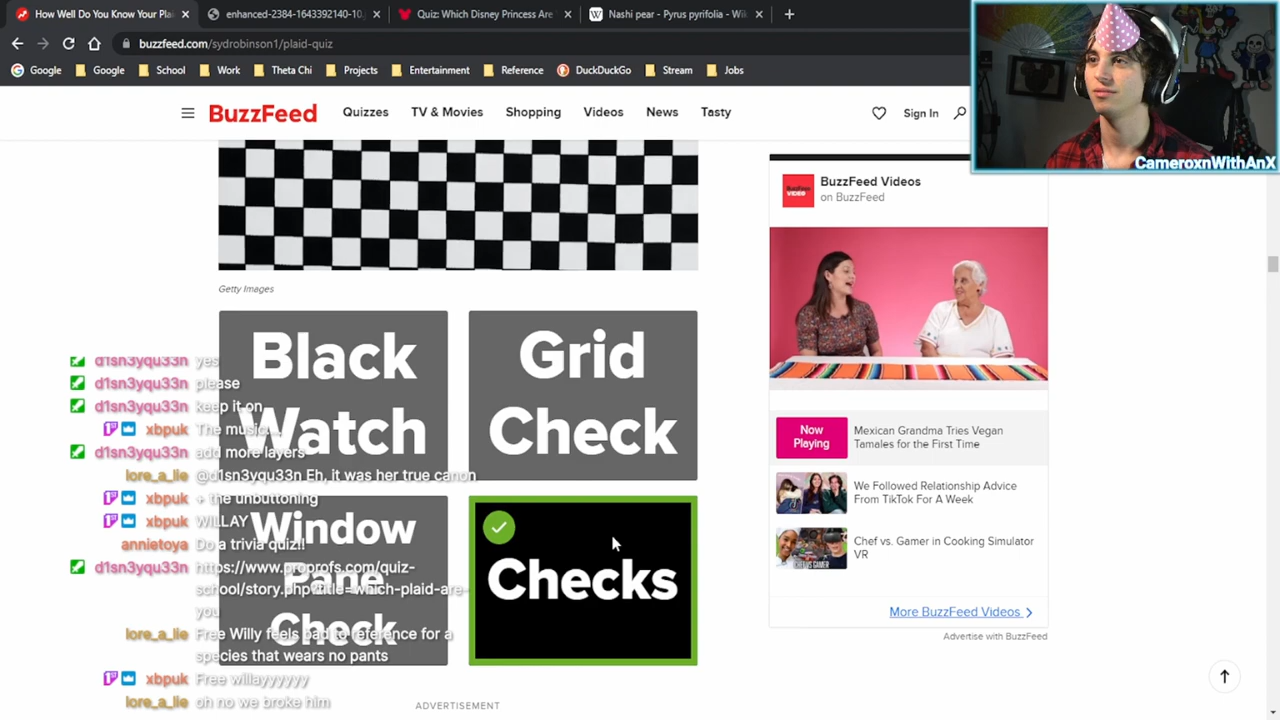 How Well Do You Know Your Plai
enhanced-2384-1643392140-10
Quiz: Which Disney Princess Are
Nashi pear - Pyrus pyrifolia - Wik
buzzfeed.com/sydrobinson1/plaid-quiz
Google Google School Work Theta Chi Projects Entertainment Reference DuckDuckGo Stream Jobs
CameroxnWithAnX
BuzzFeed Quizzes TV & Movies Shopping Videos News Tasty Sign In
BuzzFeed Videos
on BuzzFeed
Getty Images
Black
Watch
Grid
Check
Window
Pane
Check
Checks
d1sn3yqu33n yes
d1sn3yqu33n please
d1sn3yqu33n keep it on
xbpuk The music...
d1sn3yqu33n add more layers
lore_a_lie @d1sn3yqu33n Eh, it was her true canon
xbpuk + the unbuttoning
xbpuk WILLAY
annietoya Do a trivia quiz!!
d1sn3yqu33n https://www.proprofs.com/quiz-
school/story.php?title=which-plaid-are-
you
lore_a_lie Free Willy feels bad to reference for a
species that wears no pants
xbpuk Free willayyyyyy
lore_a_lie oh no we broke him
Now
Playing
Mexican Grandma Tries Vegan
Tamales for the First Time
We Followed Relationship Advice
From TikTok For A Week
Chef vs. Gamer in Cooking Simulator
VR
More BuzzFeed Videos
Advertise with BuzzFeed
ADVERTISEMENT